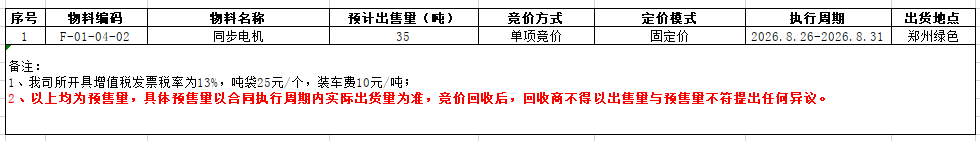 序号 物料编码 物料名称 预计出售量（吨） 竞价方式 定价模式 执行周期 出货地点
1 F-01-04-02 同步电机 35 单项竞价 固定价 2026.8.26-2026.8.31 郑州绿色
备注：
1、我司所开具增值税发票税率为13%，吨袋25元/个，装车费10元/吨；
2、以上均为预售量，具体预售量以合同执行周期内实际出货量为准，竞价回收后，回收商不得以出售量与预售量不符提出任何异议。